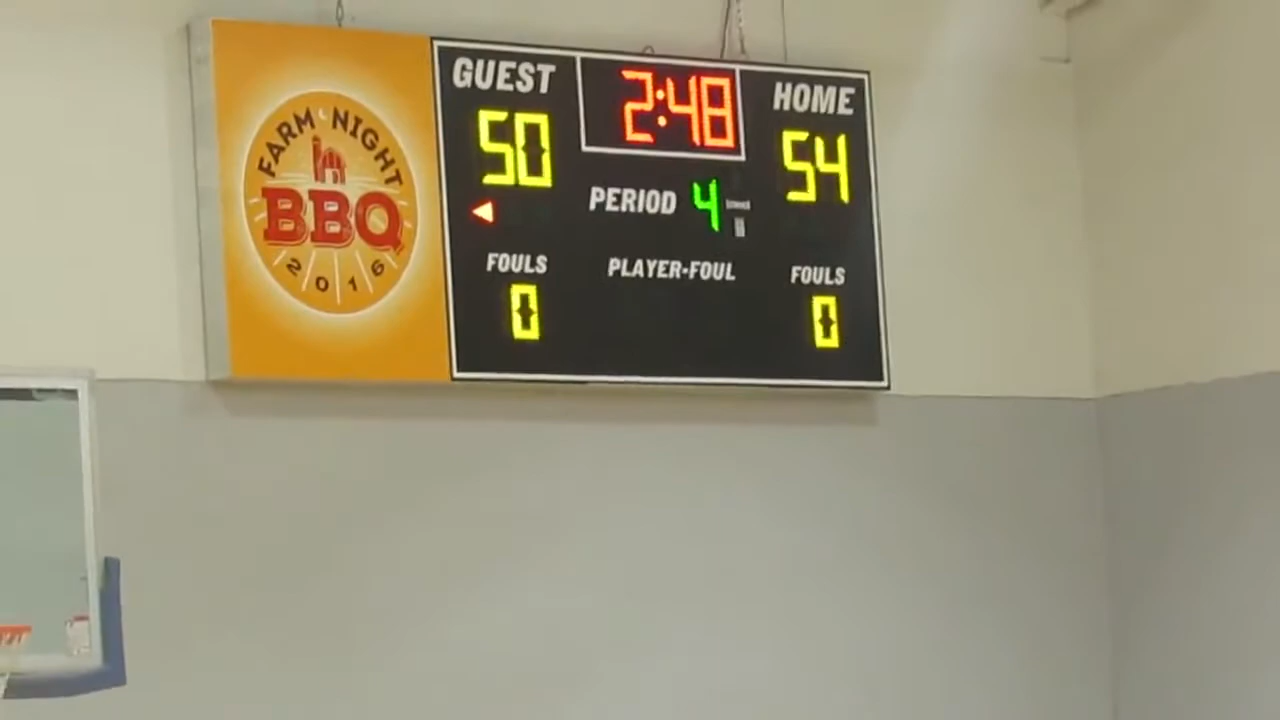 FARM NIGHT
BBQ
2016
GUEST
2:48
HOME
50
54
PERIOD 4
FOULS
PLAYER•FOUL
FOULS
0
0